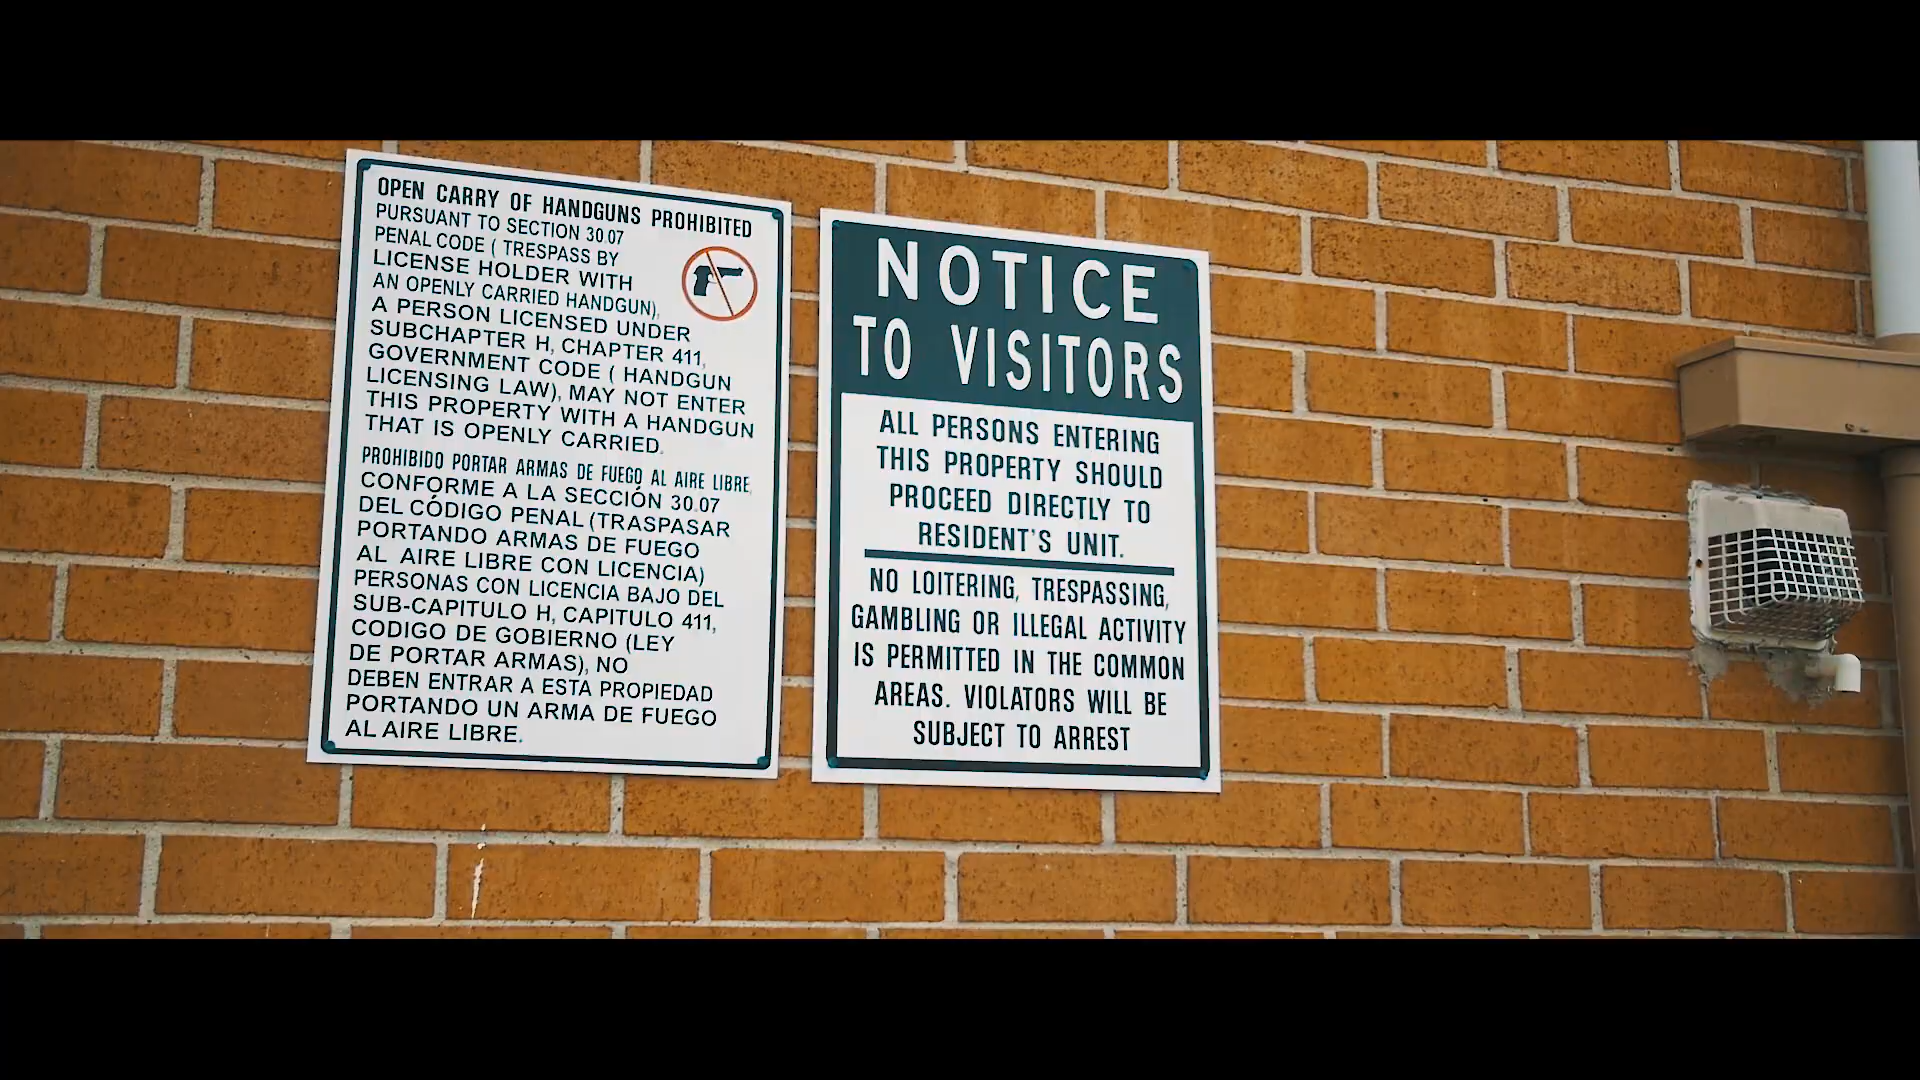 OPEN CARRY OF HANDGUNS PROHIBITED
PURSUANT TO SECTION 30.07
PENAL CODE ( TRESPASS BY
LICENSE HOLDER WITH
AN OPENLY CARRIED HANDGUN),
A PERSON LICENSED UNDER
SUBCHAPTER H, CHAPTER 411,
GOVERNMENT CODE ( HANDGUN
LICENSING LAW), MAY NOT ENTER
THIS PROPERTY WITH A HANDGUN
THAT IS OPENLY CARRIED.
PROHIBIDO PORTAR ARMAS DE FUEGO AL AIRE LIBRE,
CONFORME A LA SECCIÓN 30.07
DEL CÓDIGO PENAL (TRASPASAR
PORTANDO ARMAS DE FUEGO
AL AIRE LIBRE CON LICENCIA)
PERSONAS CON LICENCIA BAJO DEL
SUB-CAPITULO H, CAPITULO 411,
CODIGO DE GOBIERNO (LEY
DE PORTAR ARMAS), NO
DEBEN ENTRAR A ESTA PROPIEDAD
PORTANDO UN ARMA DE FUEGO
AL AIRE LIBRE.
NOTICE
TO VISITORS
ALL PERSONS ENTERING
THIS PROPERTY SHOULD
PROCEED DIRECTLY TO
RESIDENT'S UNIT.
NO LOITERING, TRESPASSING,
GAMBLING OR ILLEGAL ACTIVITY
IS PERMITTED IN THE COMMON
AREAS. VIOLATORS WILL BE
SUBJECT TO ARREST